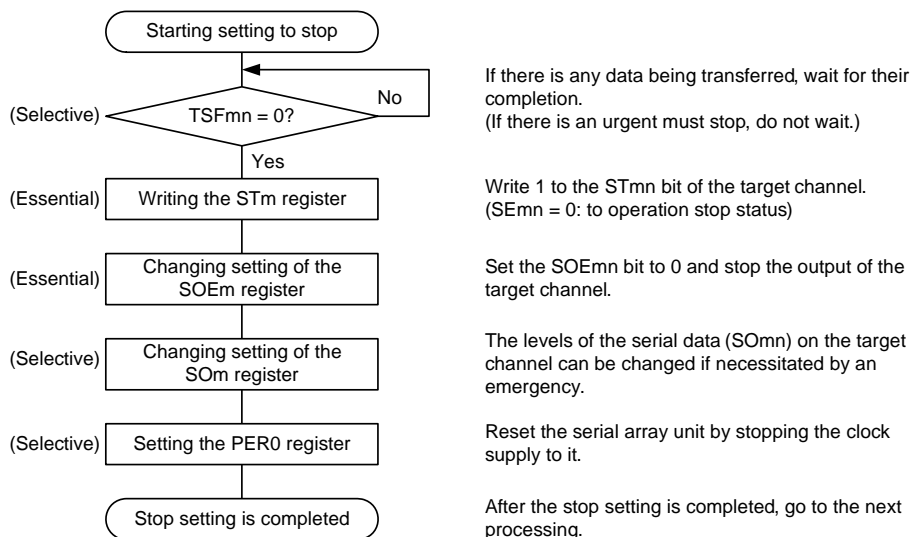 Starting setting to stop
No
(Selective)
TSFmn = 0?
If there is any data being transferred, wait for their
completion.
(If there is an urgent must stop, do not wait.)
Yes
(Essential)
Writing the STm register
Write 1 to the STmn bit of the target channel.
(SEmn = 0: to operation stop status)
(Essential)
Changing setting of the
SOEm register
Set the SOEmn bit to 0 and stop the output of the
target channel.
(Selective)
Changing setting of the
SOm register
The levels of the serial data (SOmn) on the target
channel can be changed if necessitated by an
emergency.
(Selective)
Setting the PER0 register
Reset the serial array unit by stopping the clock
supply to it.
Stop setting is completed
After the stop setting is completed, go to the next
processing.